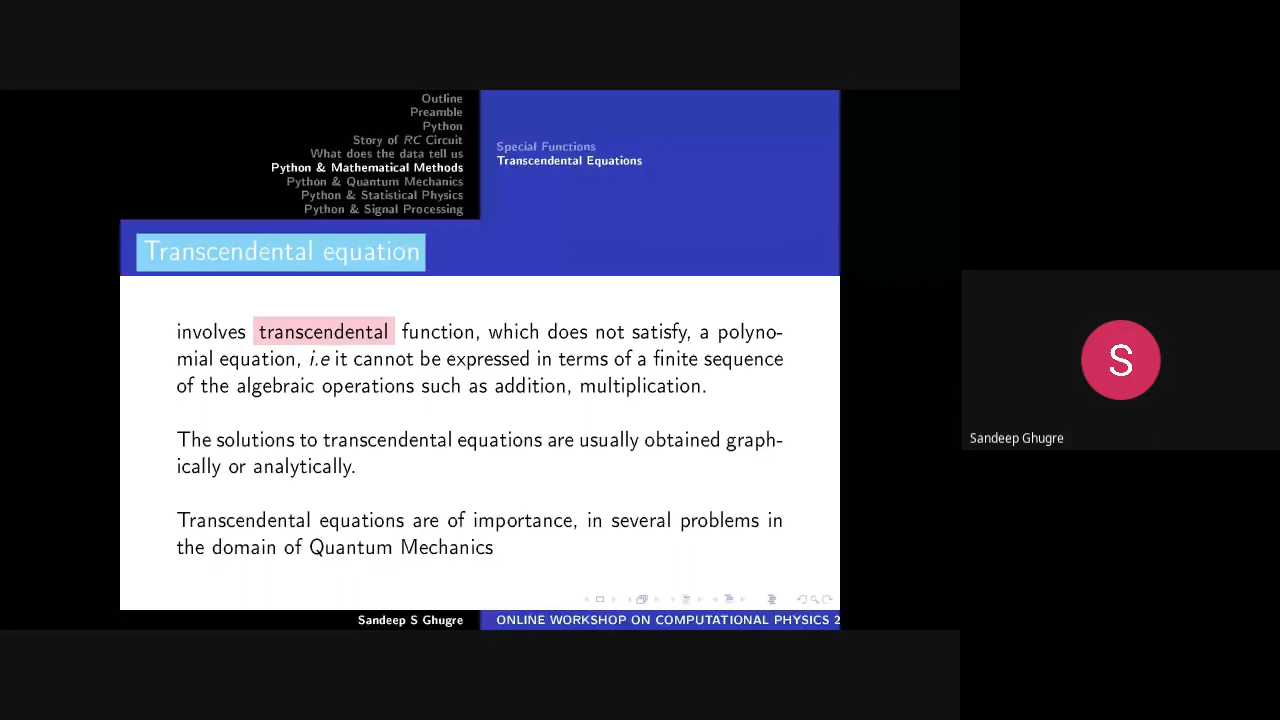 Outline
Preamble
Python
Story of RC Circuit
What does the data tell us
Python & Mathematical Methods
Python & Quantum Mechanics
Python & Statistical Physics
Python & Signal Processing
Special Functions
Transcendental Equations
Transcendental equation
involves transcendental function, which does not satisfy, a polyno-
mial equation, i.e it cannot be expressed in terms of a finite sequence
of the algebraic operations such as addition, multiplication.
The solutions to transcendental equations are usually obtained graph-
ically or analytically.
Transcendental equations are of importance, in several problems in
the domain of Quantum Mechanics
Sandeep S Ghugre
ONLINE WORKSHOP ON COMPUTATIONAL PHYSICS 2
S
Sandeep Ghugre